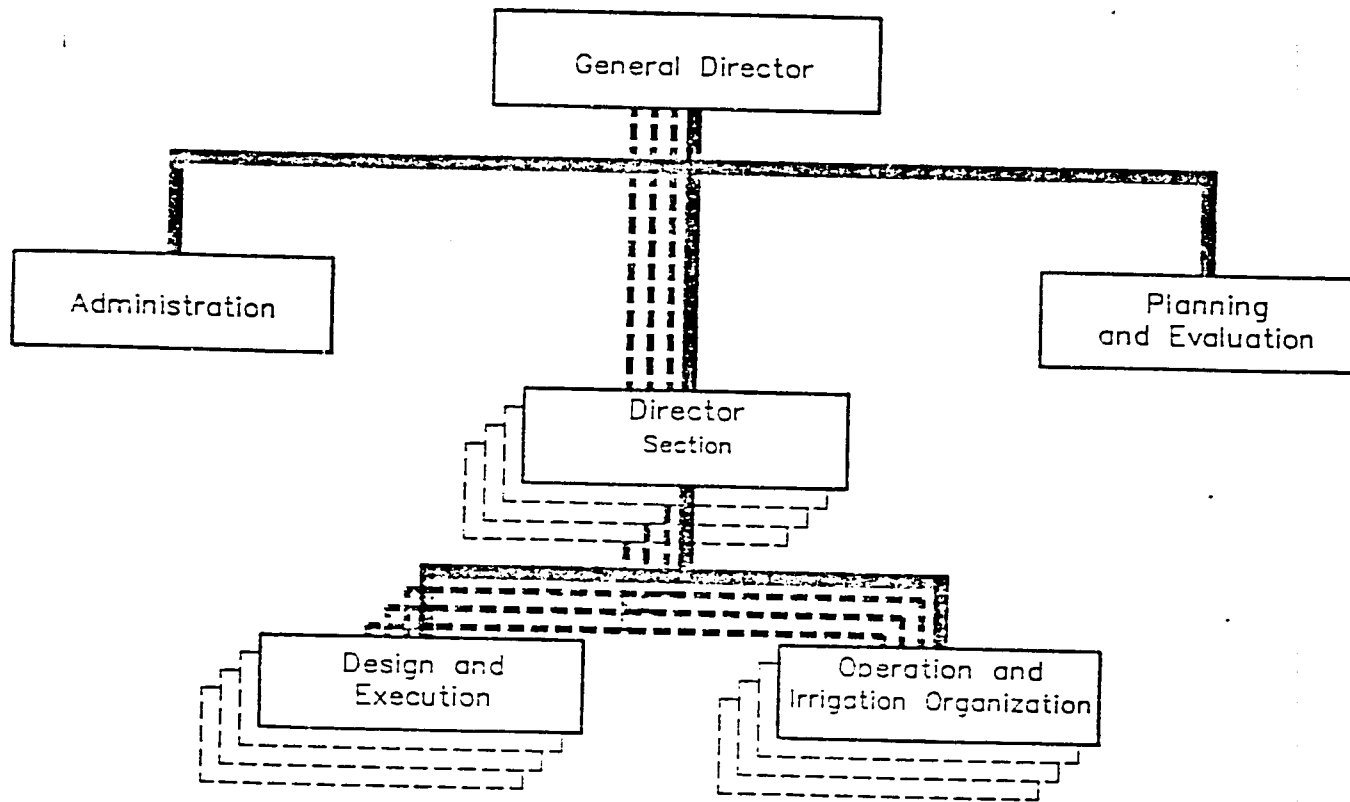 General Director
Administration
Planning
and Evaluation
Director
Section
Design and
Execution
Operation and
Irrigation Organization